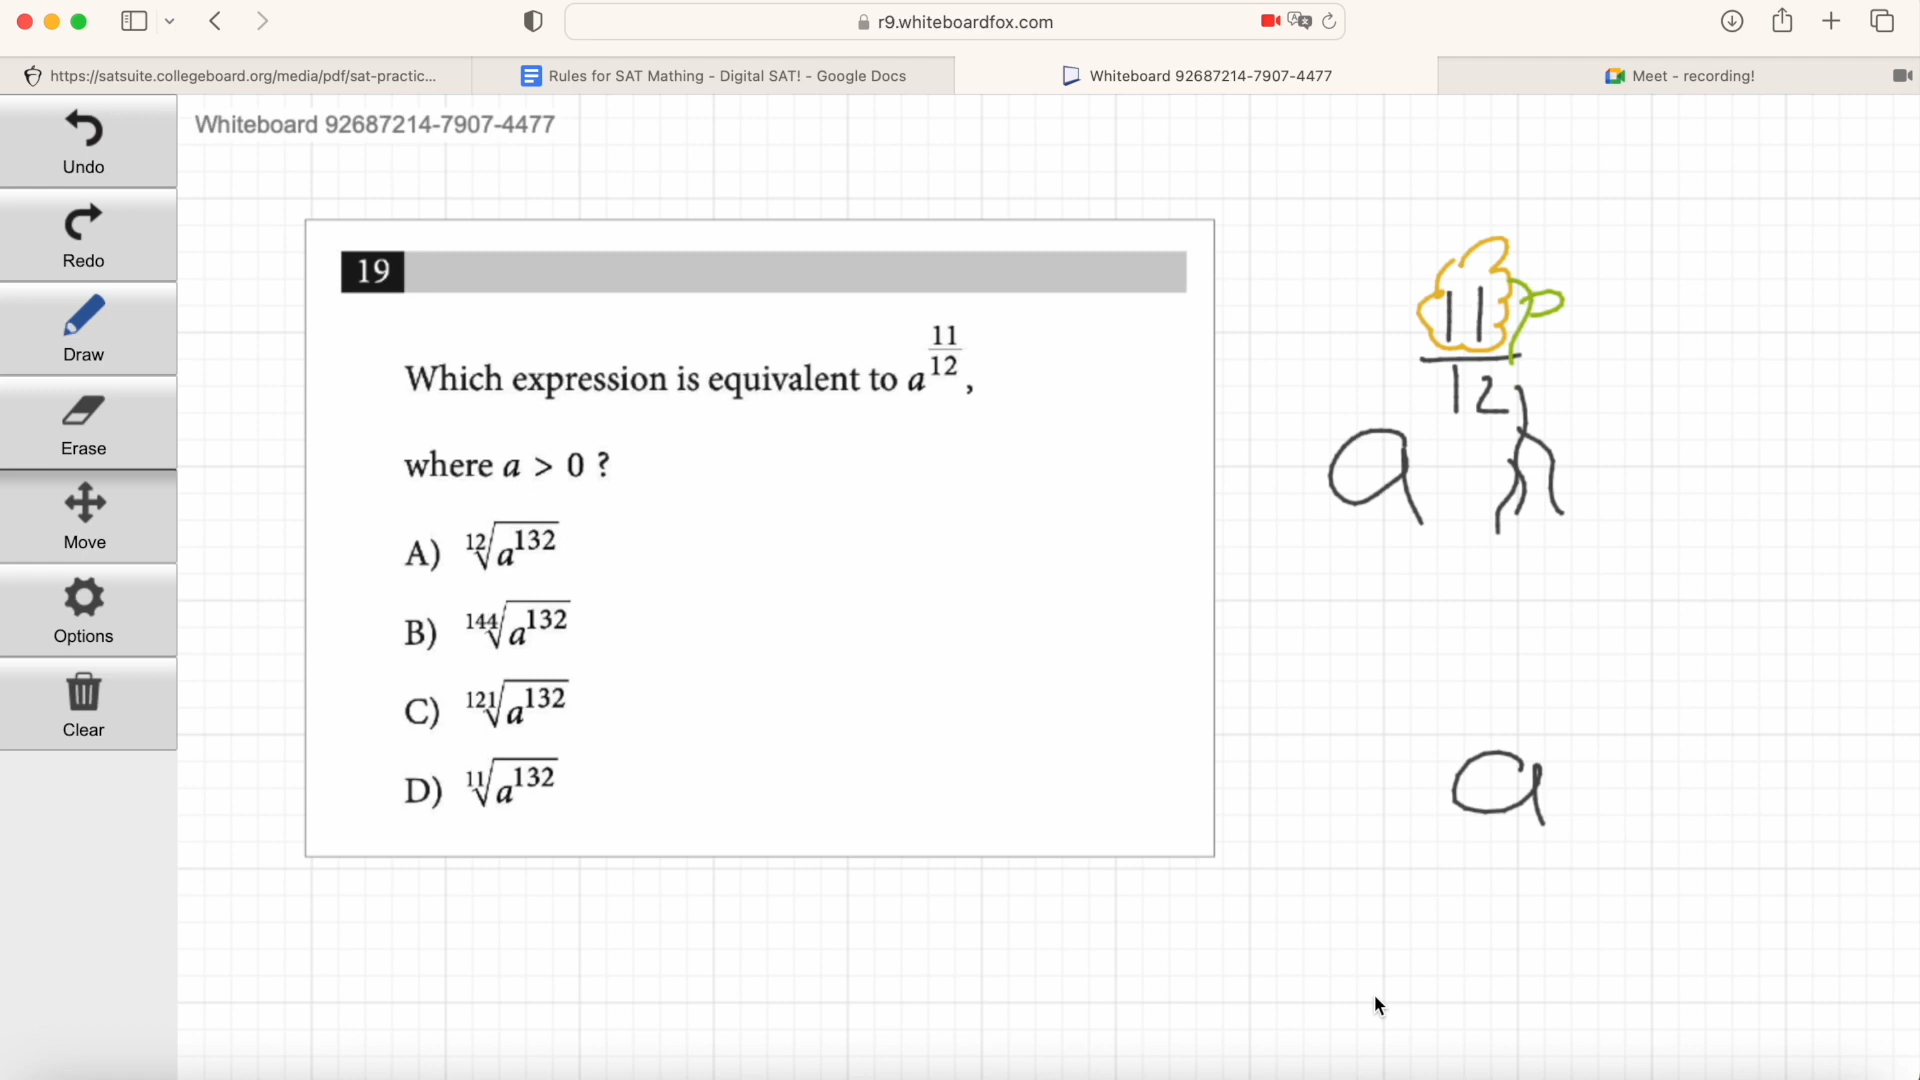 r9.whiteboardfox.com
https://satsuite.collegeboard.org/media/pdf/sat-practic...
Rules for SAT Mathing - Digital SAT! - Google Docs
Whiteboard 92687214-7907-4477
Meet - recording!
Undo
Redo
Draw
Erase
Move
Options
Clear
Whiteboard 92687214-7907-4477
19
Which expression is equivalent to a^(11/12),
where a > 0 ?
A) ¹²√a¹³²
B) ¹⁴⁴√a¹³²
C) ¹²¹√a¹³²
D) ¹¹√a¹³²
11
12
a
a